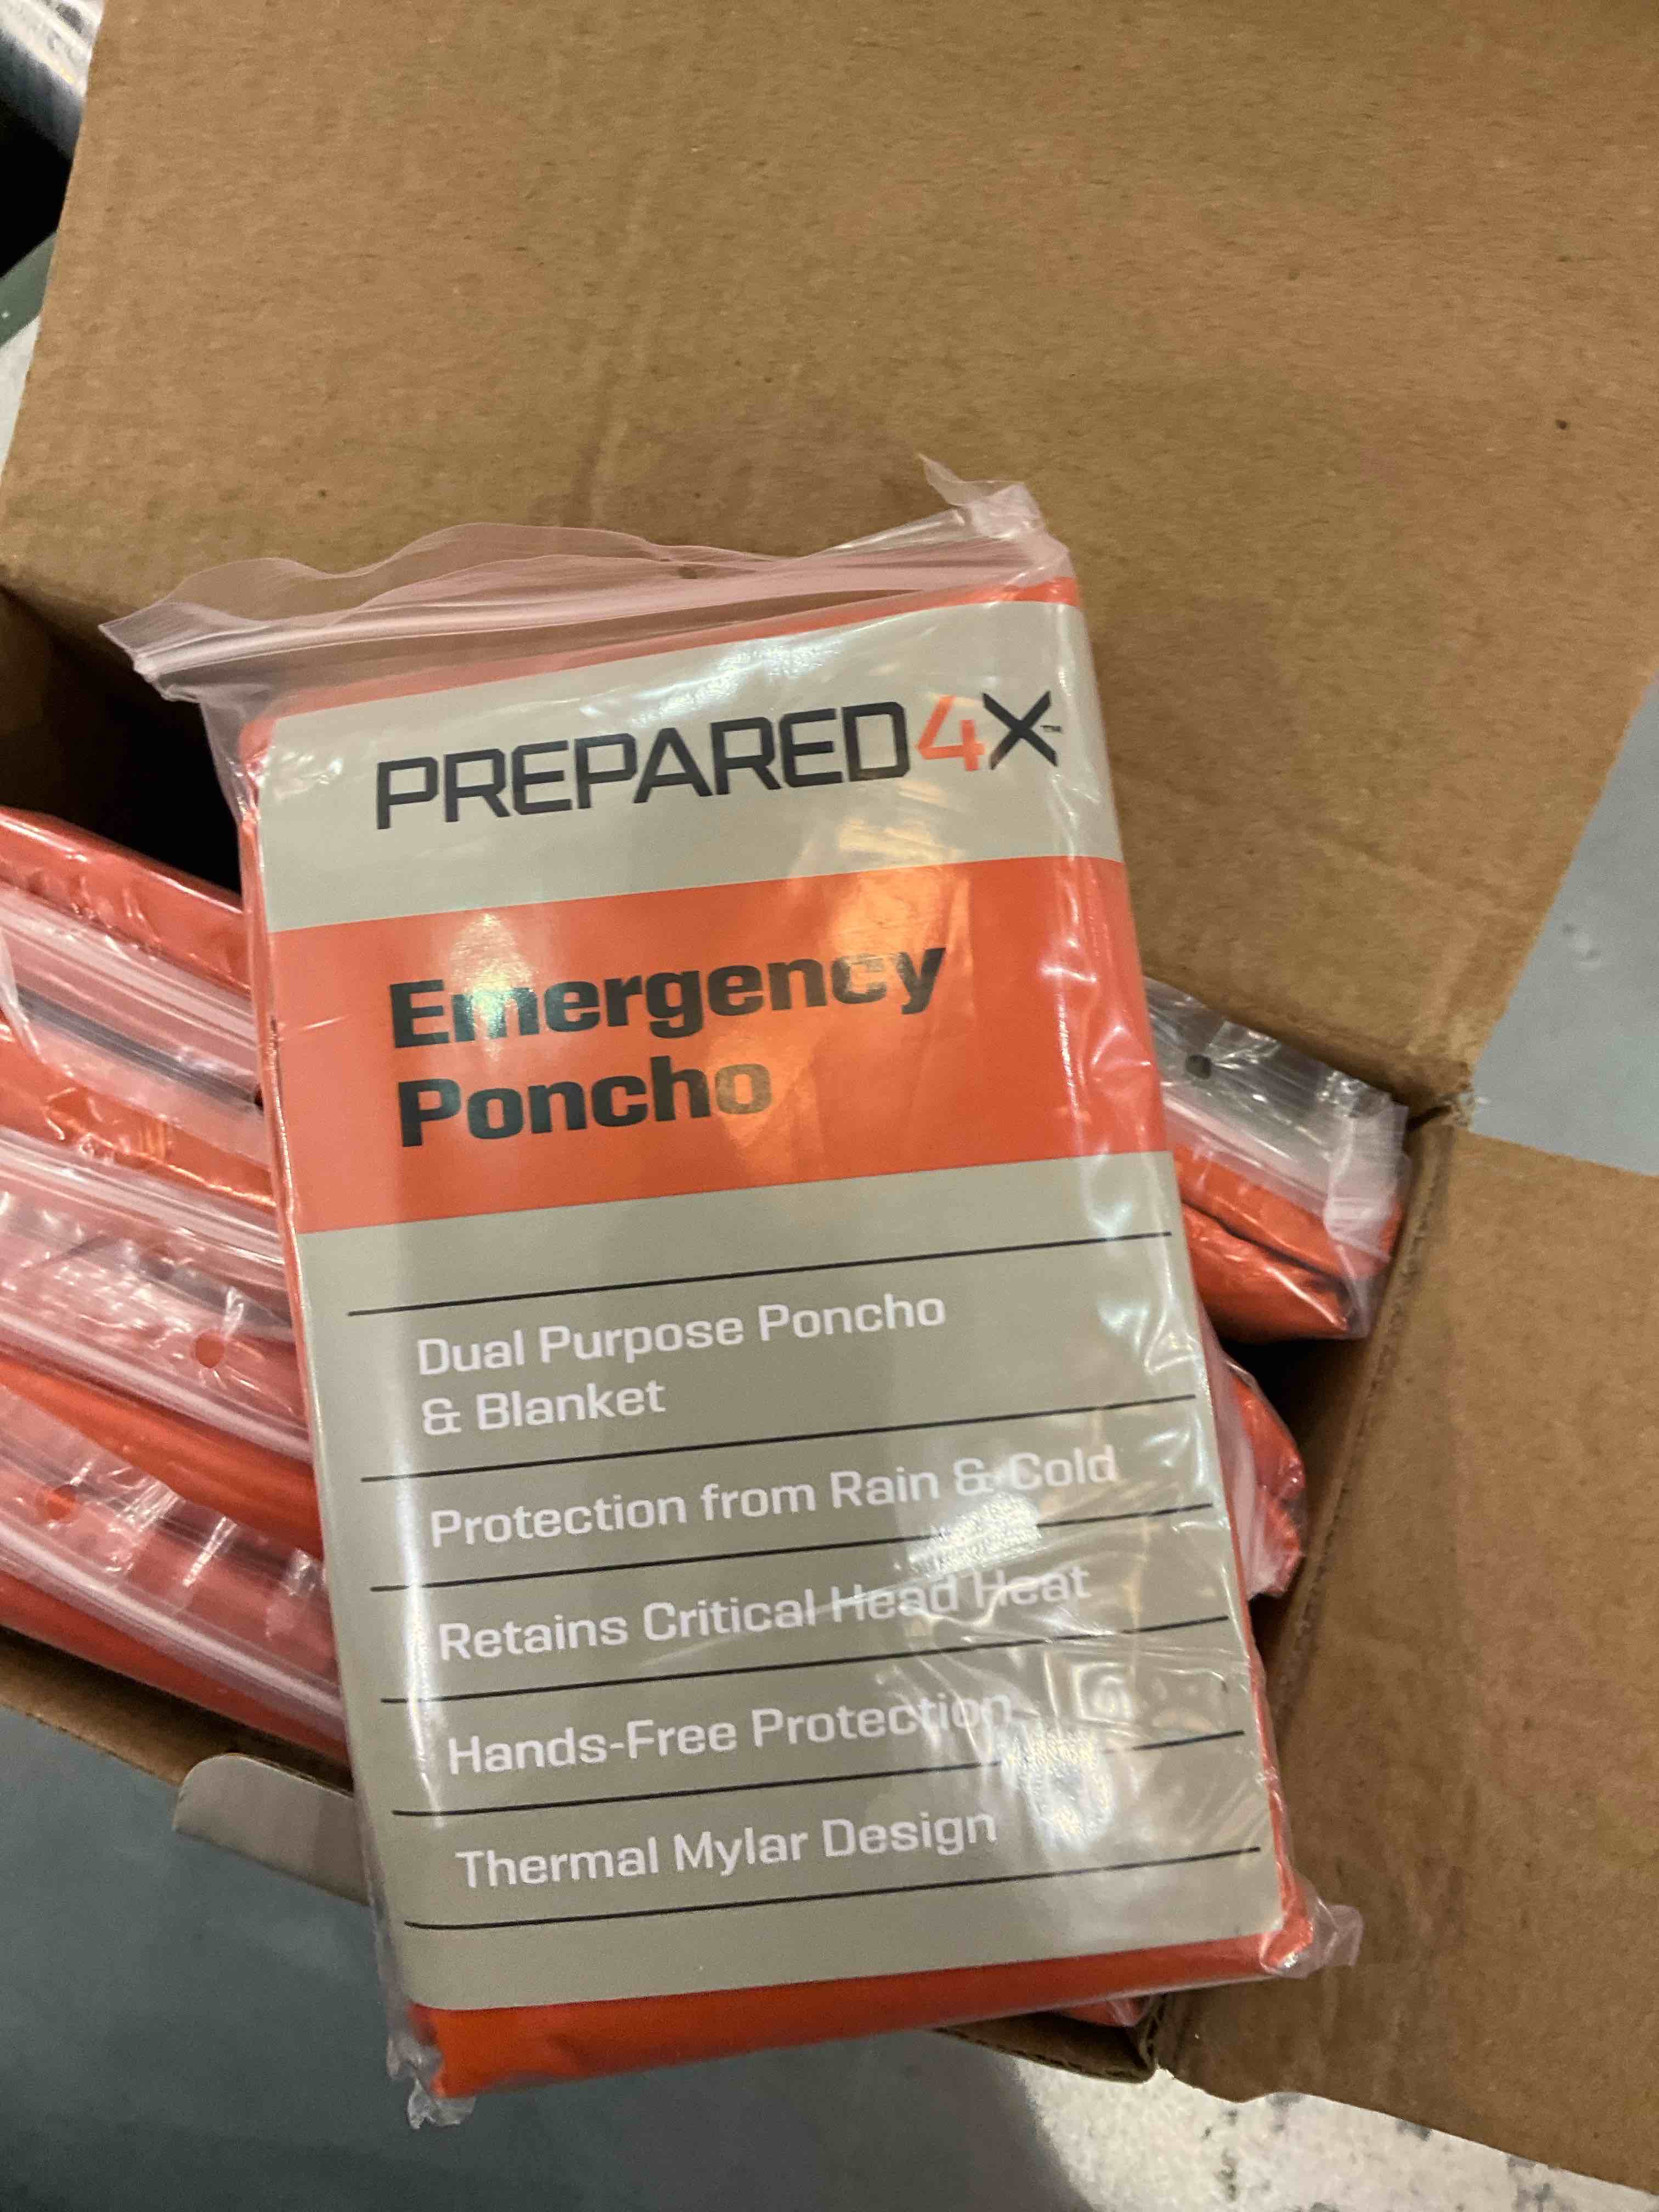 PREPARED4X™
Emergency
Poncho
Dual Purpose Poncho
& Blanket
Protection from Rain & Cold
Retains Critical Head Heat
Hands-Free Protection
Thermal Mylar Design